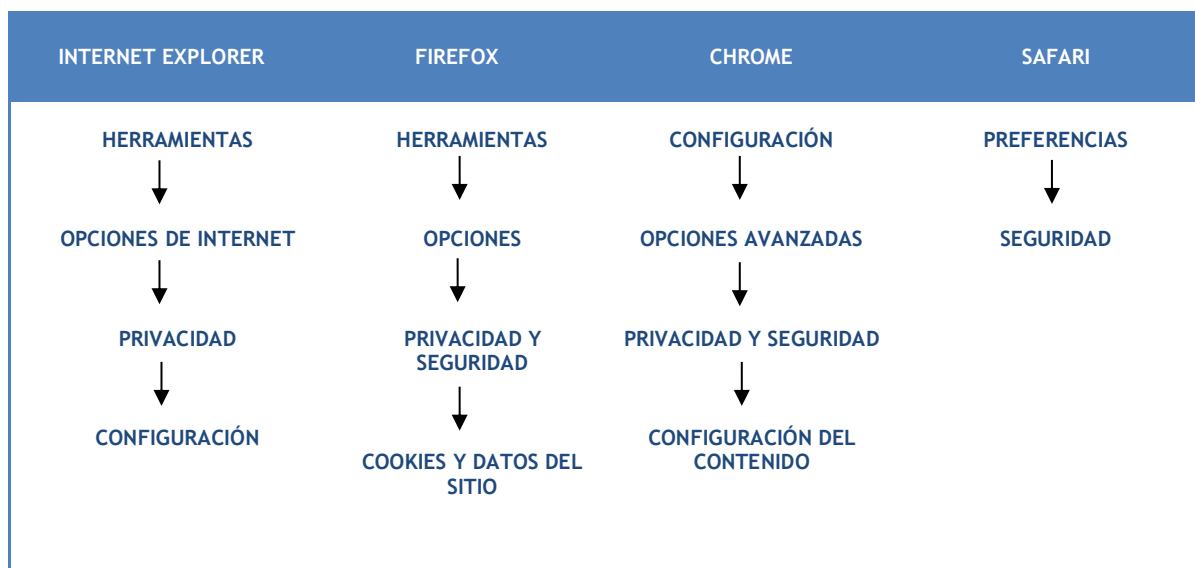 INTERNET EXPLORER
FIREFOX
CHROME
SAFARI
HERRAMIENTAS
HERRAMIENTAS
CONFIGURACIÓN
PREFERENCIAS
OPCIONES DE INTERNET
OPCIONES
OPCIONES AVANZADAS
SEGURIDAD
PRIVACIDAD
PRIVACIDAD Y
SEGURIDAD
PRIVACIDAD Y SEGURIDAD
CONFIGURACIÓN
COOKIES Y DATOS DEL
SITIO
CONFIGURACIÓN DEL
CONTENIDO